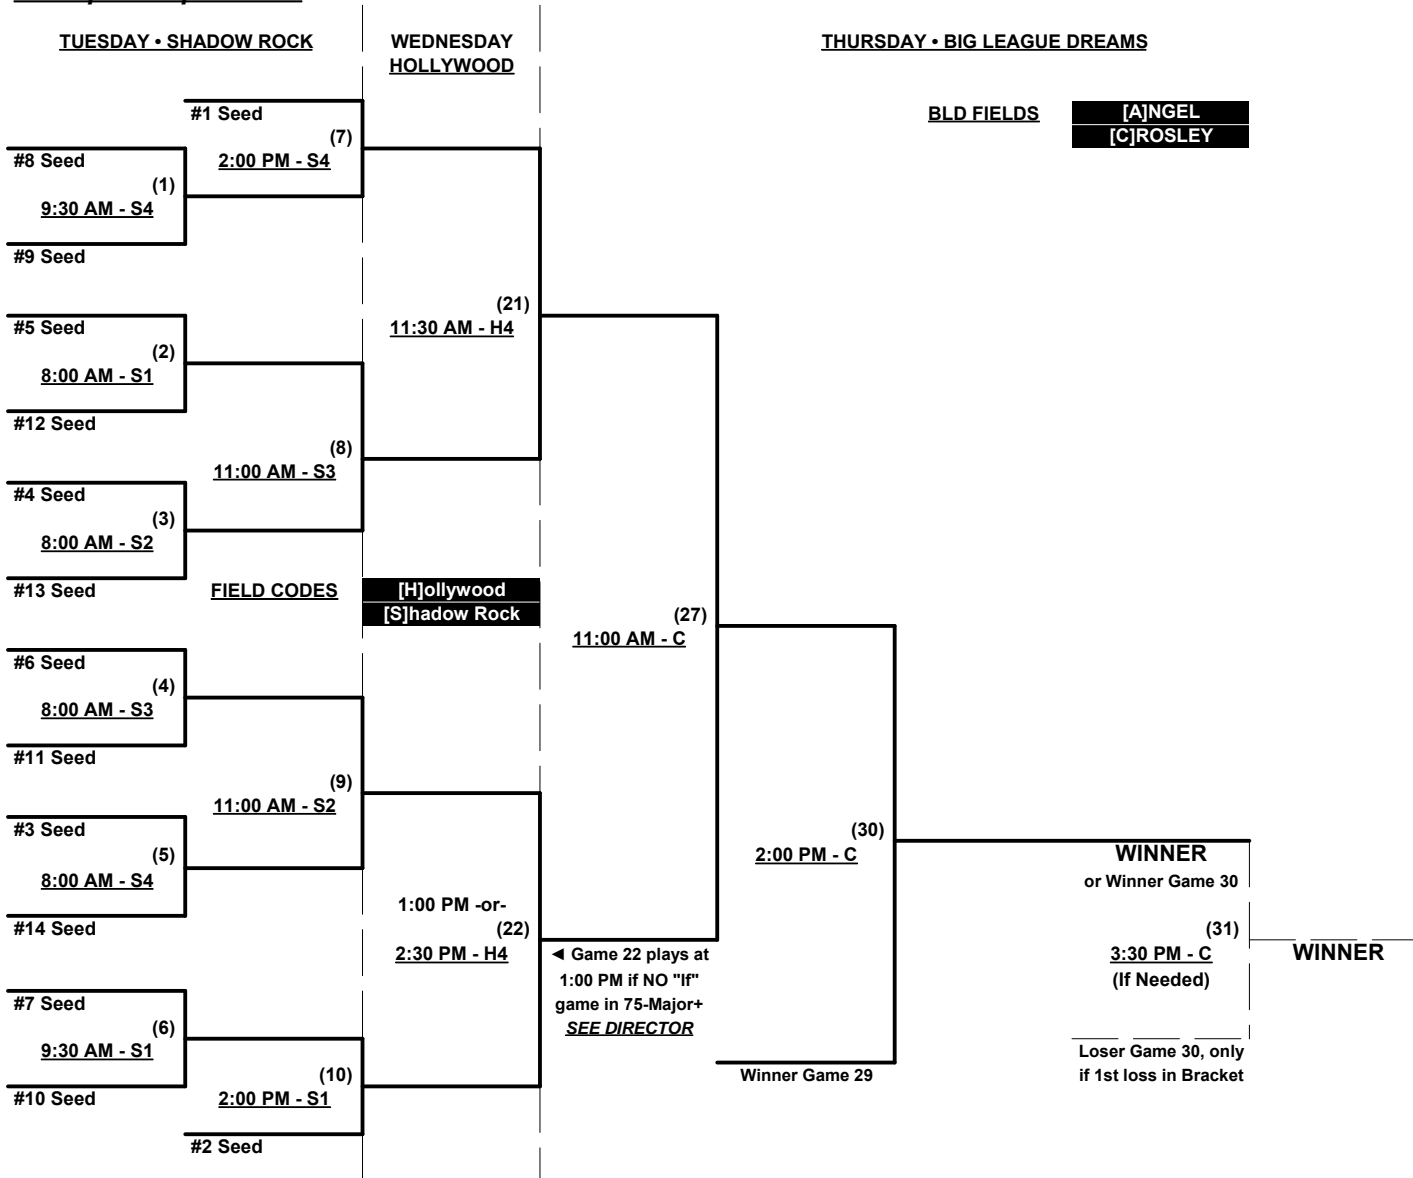 TUESDAY • SHADOW ROCK
WEDNESDAY
HOLLYWOOD
THURSDAY • BIG LEAGUE DREAMS
BLD FIELDS
[A]NGEL
[C]ROSLEY
#1 Seed
(7)
2:00 PM - S4
#8 Seed
(1)
9:30 AM - S4
#9 Seed
(21)
11:30 AM - H4
#5 Seed
(2)
8:00 AM - S1
#12 Seed
(8)
11:00 AM - S3
#4 Seed
(3)
8:00 AM - S2
#13 Seed
FIELD CODES
[H]ollywood
[S]hadow Rock
(27)
11:00 AM - C
#6 Seed
(4)
8:00 AM - S3
#11 Seed
(9)
11:00 AM - S2
#3 Seed
(5)
8:00 AM - S4
#14 Seed
(30)
2:00 PM - C
WINNER
or Winner Game 30
1:00 PM -or-
(22)
2:30 PM - H4
◄ Game 22 plays at
1:00 PM if NO "If"
game in 75-Major+
SEE DIRECTOR
(31)
3:30 PM - C
(If Needed)
WINNER
#7 Seed
(6)
9:30 AM - S1
#10 Seed
(10)
2:00 PM - S1
#2 Seed
Winner Game 29
Loser Game 30, only
if 1st loss in Bracket